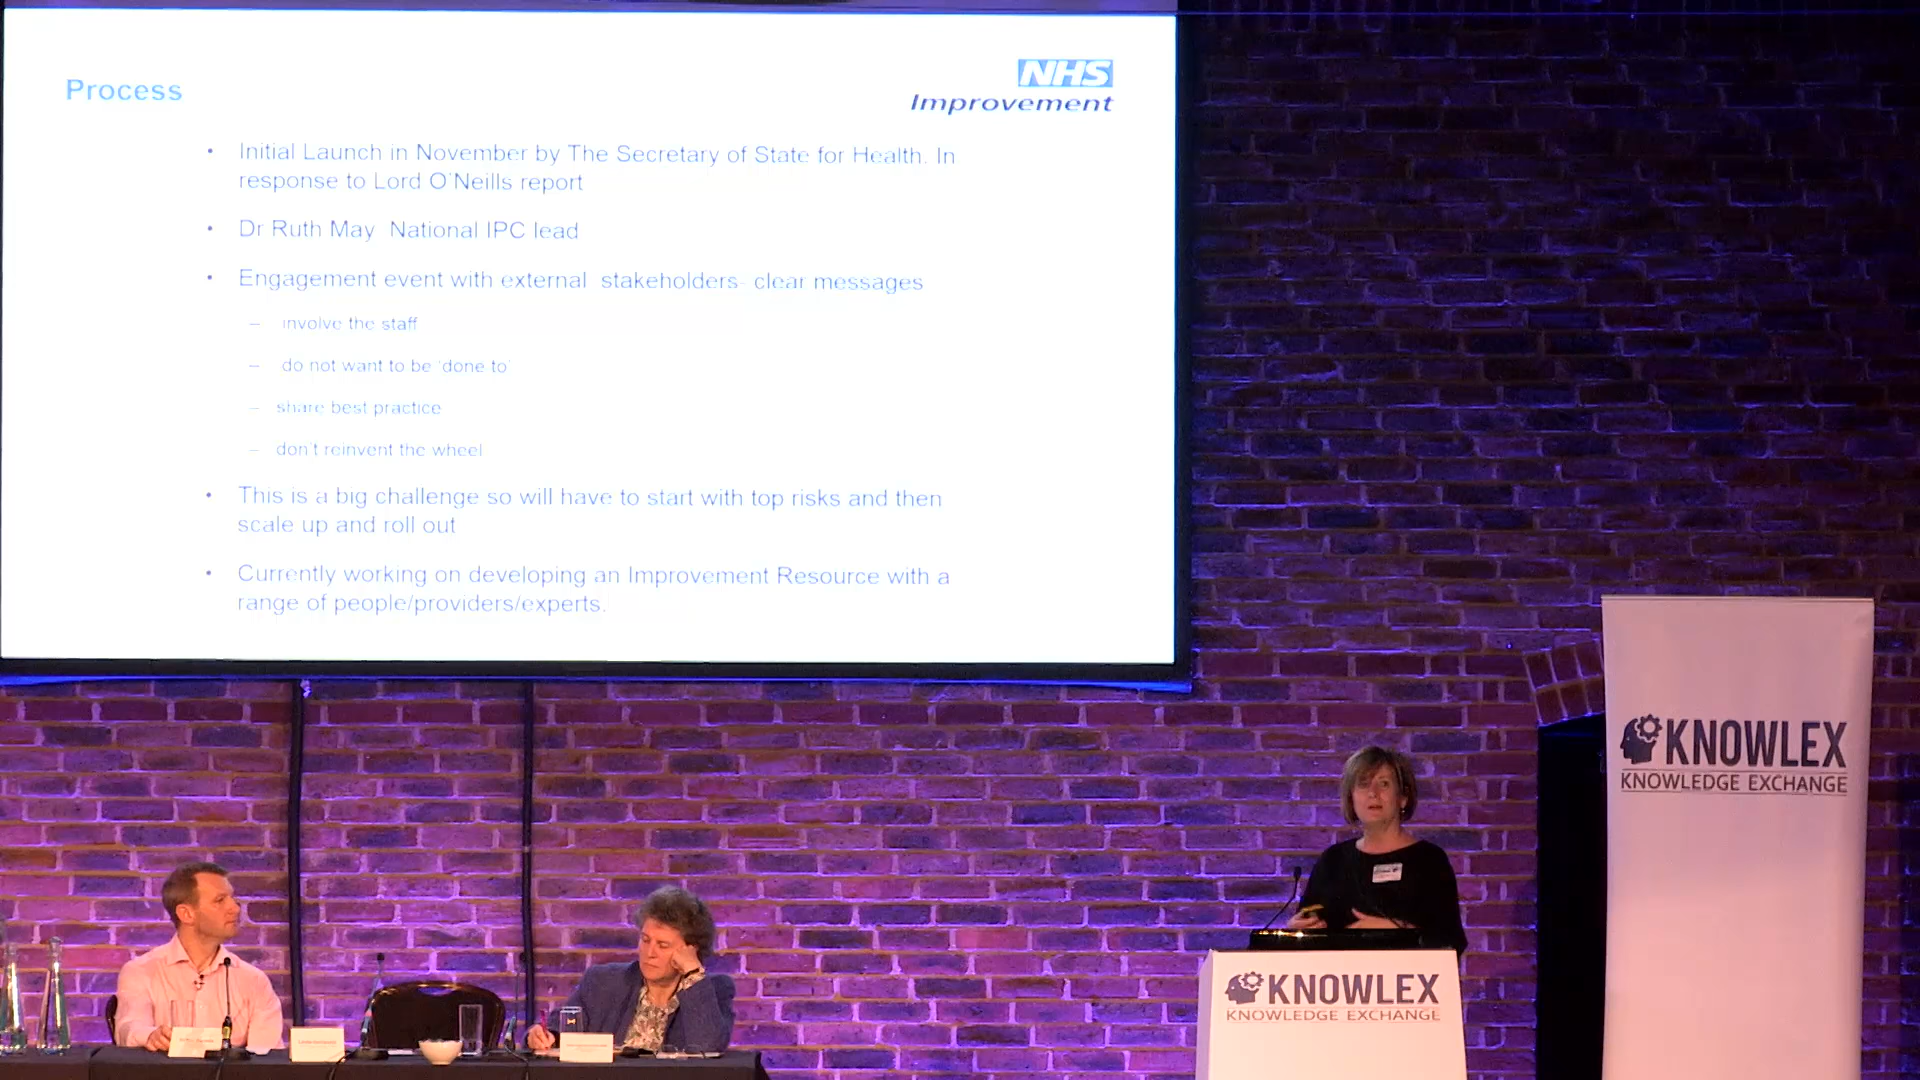 Process
NHS
Improvement
• Initial Launch in November by The Secretary of State for Health. In
response to Lord O'Neills report
• Dr Ruth May National IPC lead
• Engagement event with external stakeholders- clear messages
– involve the staff
– do not want to be 'done to'
– share best practice
– don't reinvent the wheel
• This is a big challenge so will have to start with top risks and then
scale up and roll out
• Currently working on developing an Improvement Resource with a
range of people/providers/experts.
KNOWLEX
KNOWLEDGE EXCHANGE
KNOWLEX
KNOWLEDGE EXCHANGE